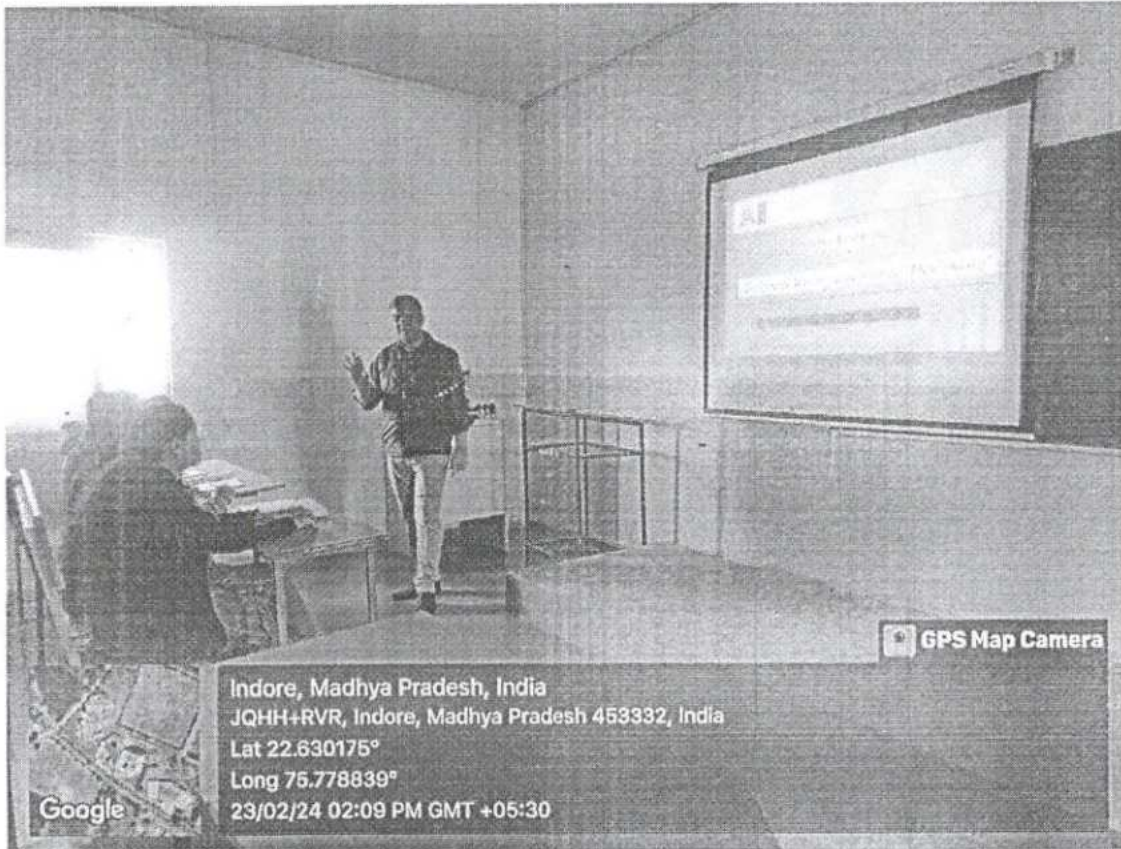 AI
GPS Map Camera
Indore, Madhya Pradesh, India
JQHH+RVR, Indore, Madhya Pradesh 453332, India
Lat 22.630175°
Long 75.778839°
23/02/24 02:09 PM GMT +05:30
Google